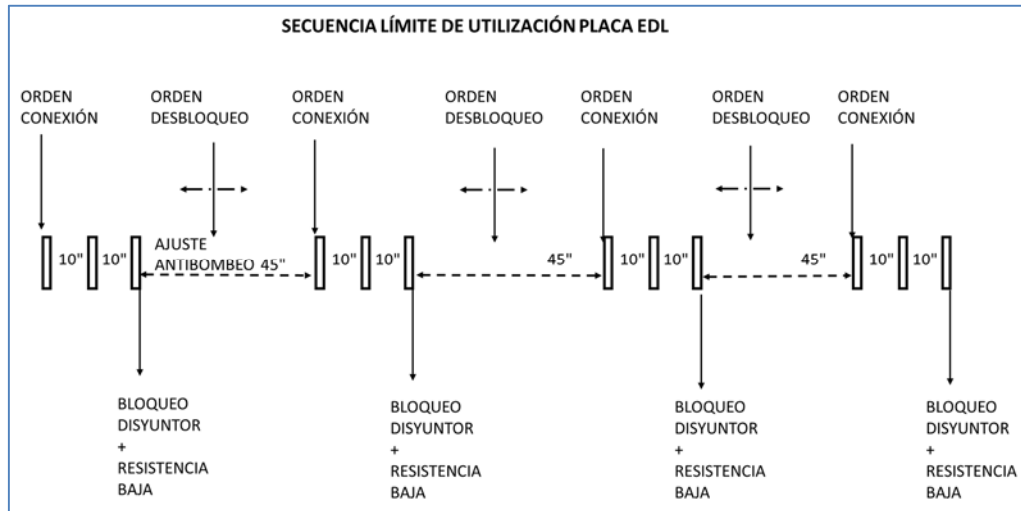 SECUENCIA LÍMITE DE UTILIZACIÓN PLACA EDL
ORDEN
CONEXIÓN
ORDEN
DESBLOQUEO
ORDEN
CONEXIÓN
ORDEN
DESBLOQUEO
ORDEN
CONEXIÓN
ORDEN
DESBLOQUEO
ORDEN
CONEXIÓN
10"
10"
AJUSTE
ANTIBOMBEO 45"
10"
10"
45"
10"
10"
45"
10"
10"
BLOQUEO
DISYUNTOR
+
RESISTENCIA
BAJA
BLOQUEO
DISYUNTOR
+
RESISTENCIA
BAJA
BLOQUEO
DISYUNTOR
+
RESISTENCIA
BAJA
BLOQUEO
DISYUNTOR
+
RESISTENCIA
BAJA